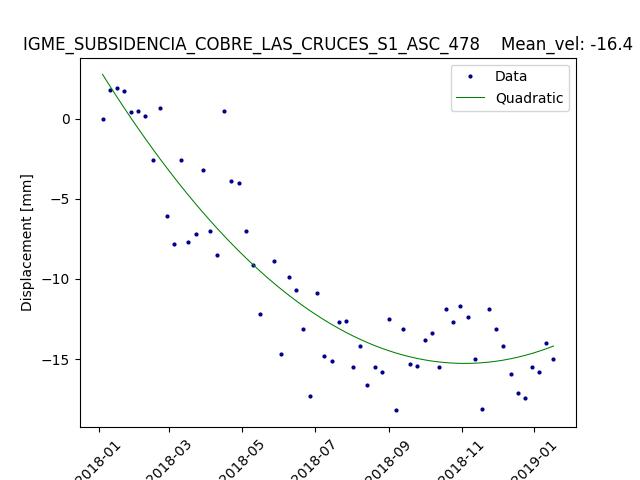 IGME_SUBSIDENCIA_COBRE_LAS_CRUCES_S1_ASC_478 Mean_vel: -16.4
Data
Quadratic
Displacement [mm]
0
−5
−10
−15
2018-01
2018-03
2018-05
2018-07
2018-09
2018-11
2019-01